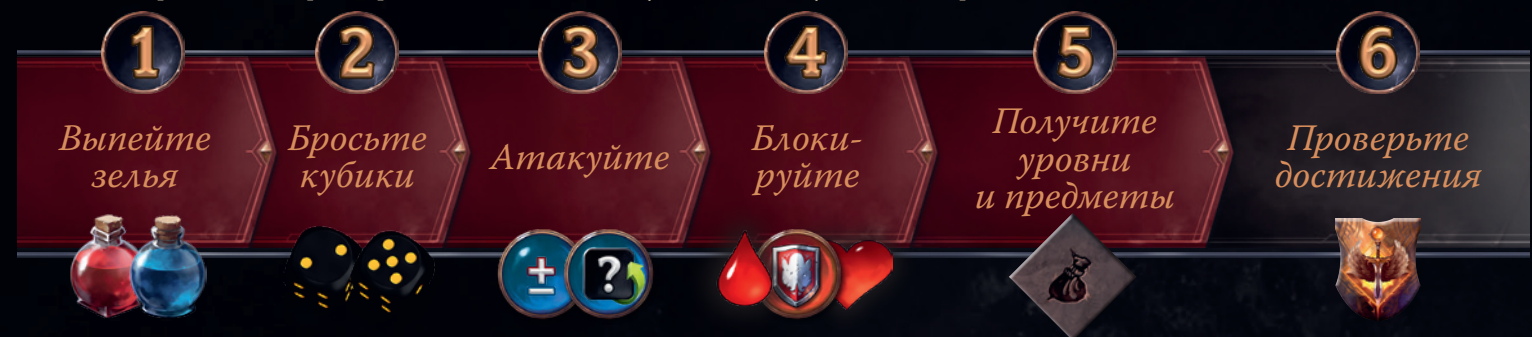 1
Выпейте
зелья
2
Бросьте
кубики
3
Атакуйте
4
Блоки-
руйте
5
Получите
уровни
и предметы
6
Проверьте
достижения
±
?